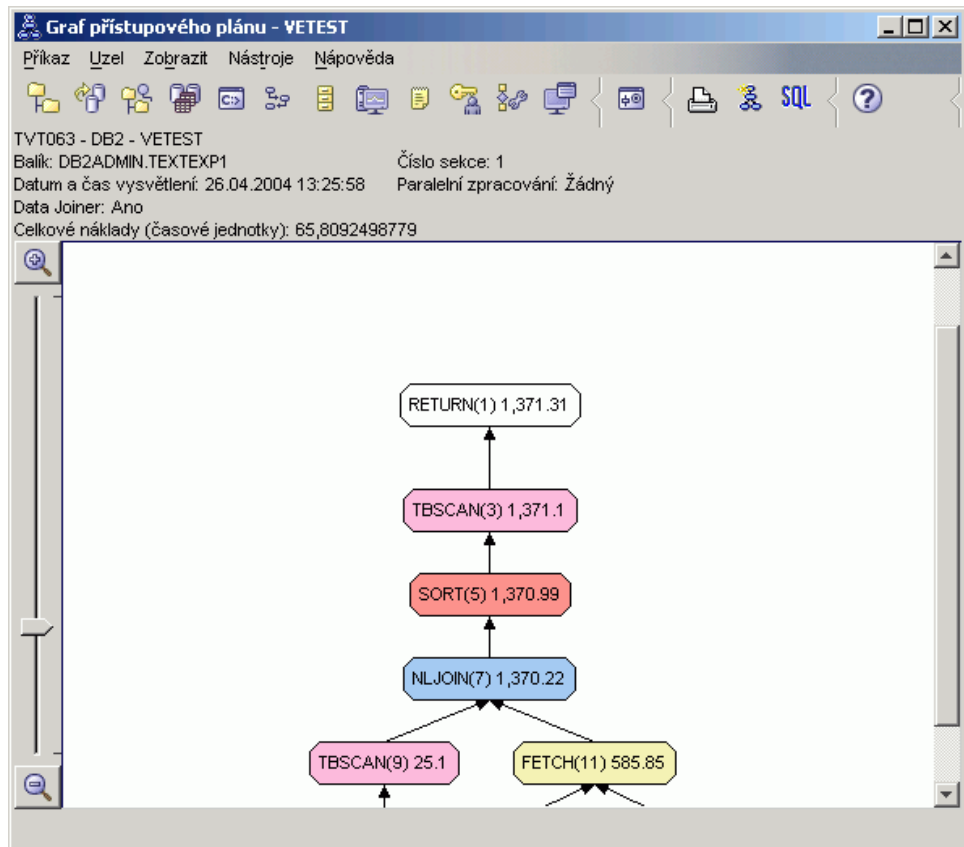 Graf přístupového plánu - VETEST
Příkaz Uzel Zobrazit Nástroje Nápověda
C:> SQL ?
TVT063 - DB2 - VETEST
Balík: DB2ADMIN.TEXTEXP1 Číslo sekce: 1
Datum a čas vysvětlení: 26.04.2004 13:25:58 Paralelní zpracování: Žádný
Data Joiner: Ano
Celkové náklady (časové jednotky): 65,8092498779
RETURN(1) 1,371.31
TBSCAN(3) 1,371.1
SORT(5) 1,370.99
NLJOIN(7) 1,370.22
TBSCAN(9) 25.1 FETCH(11) 585.85